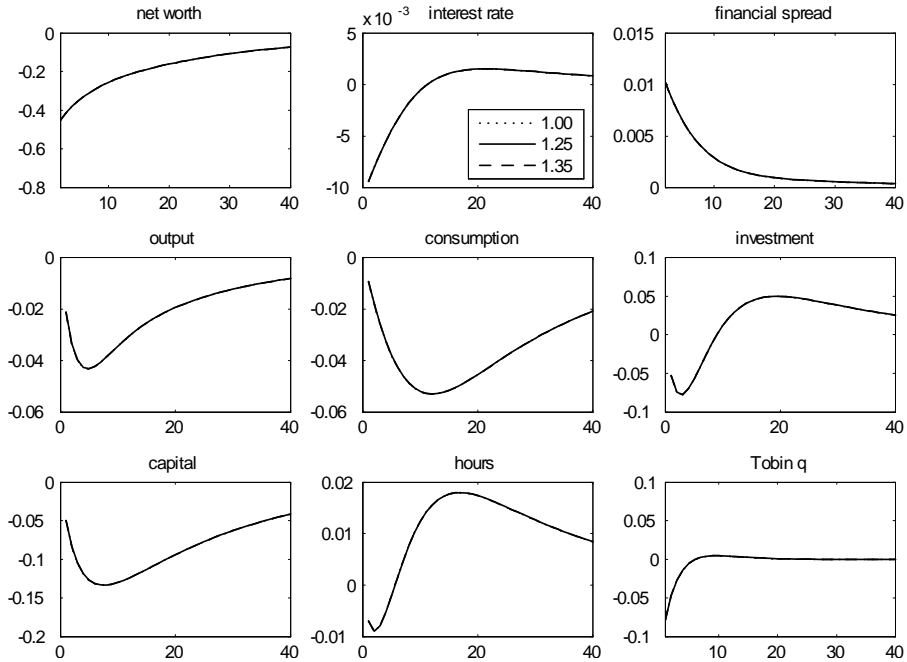 net worth
0
-0.2
-0.4
-0.6
-0.8
10 20 30 40
interest rate
x 10 -3
5
0
-5
-10
0 20 40
1.00
1.25
1.35
financial spread
0.015
0.01
0.005
0
10 20 30 40
output
0
-0.02
-0.04
-0.06
0 20 40
consumption
0
-0.02
-0.04
-0.06
0 20 40
investment
0.1
0.05
0
-0.05
-0.1
0 20 40
capital
0
-0.05
-0.1
-0.15
-0.2
0 20 40
hours
0.02
0.01
0
-0.01
0 20 40
Tobin q
0.1
0.05
0
-0.05
-0.1
10 20 30 40